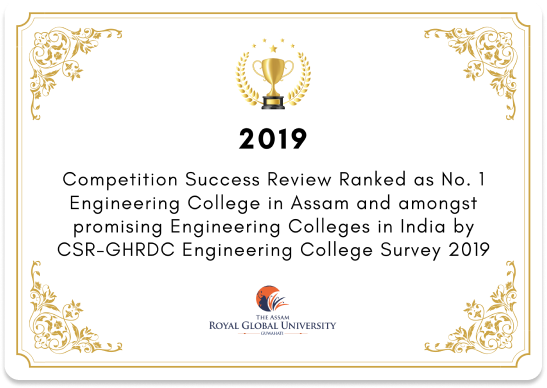 2019
Competition Success Review Ranked as No. 1
Engineering College in Assam and amongst
promising Engineering Colleges in India by
CSR-GHRDC Engineering College Survey 2019
THE ASSAM
ROYAL GLOBAL UNIVERSITY
GUWAHATI